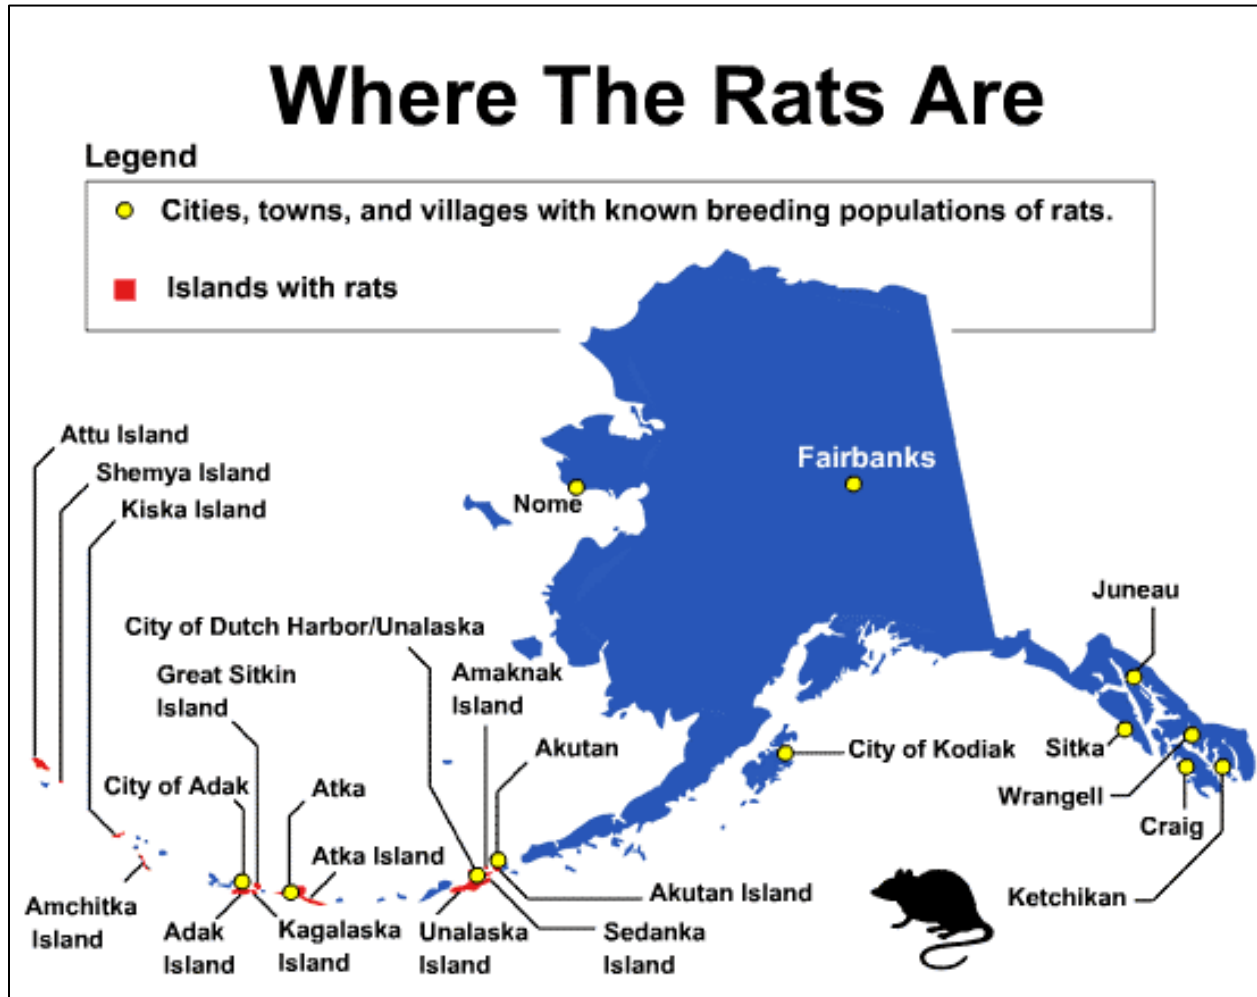 Where The Rats Are
Legend
Cities, towns, and villages with known breeding populations of rats.
Islands with rats
Attu Island
Shemya Island
Kiska Island
Nome
Fairbanks
Juneau
City of Dutch Harbor/Unalaska
Great Sitkin
Island
Amaknak
Island
Akutan
City of Kodiak
Sitka
City of Adak
Atka
Wrangell
Craig
Atka Island
Akutan Island
Ketchikan
Amchitka
Island
Adak
Island
Kagalaska
Island
Unalaska
Island
Sedanka
Island